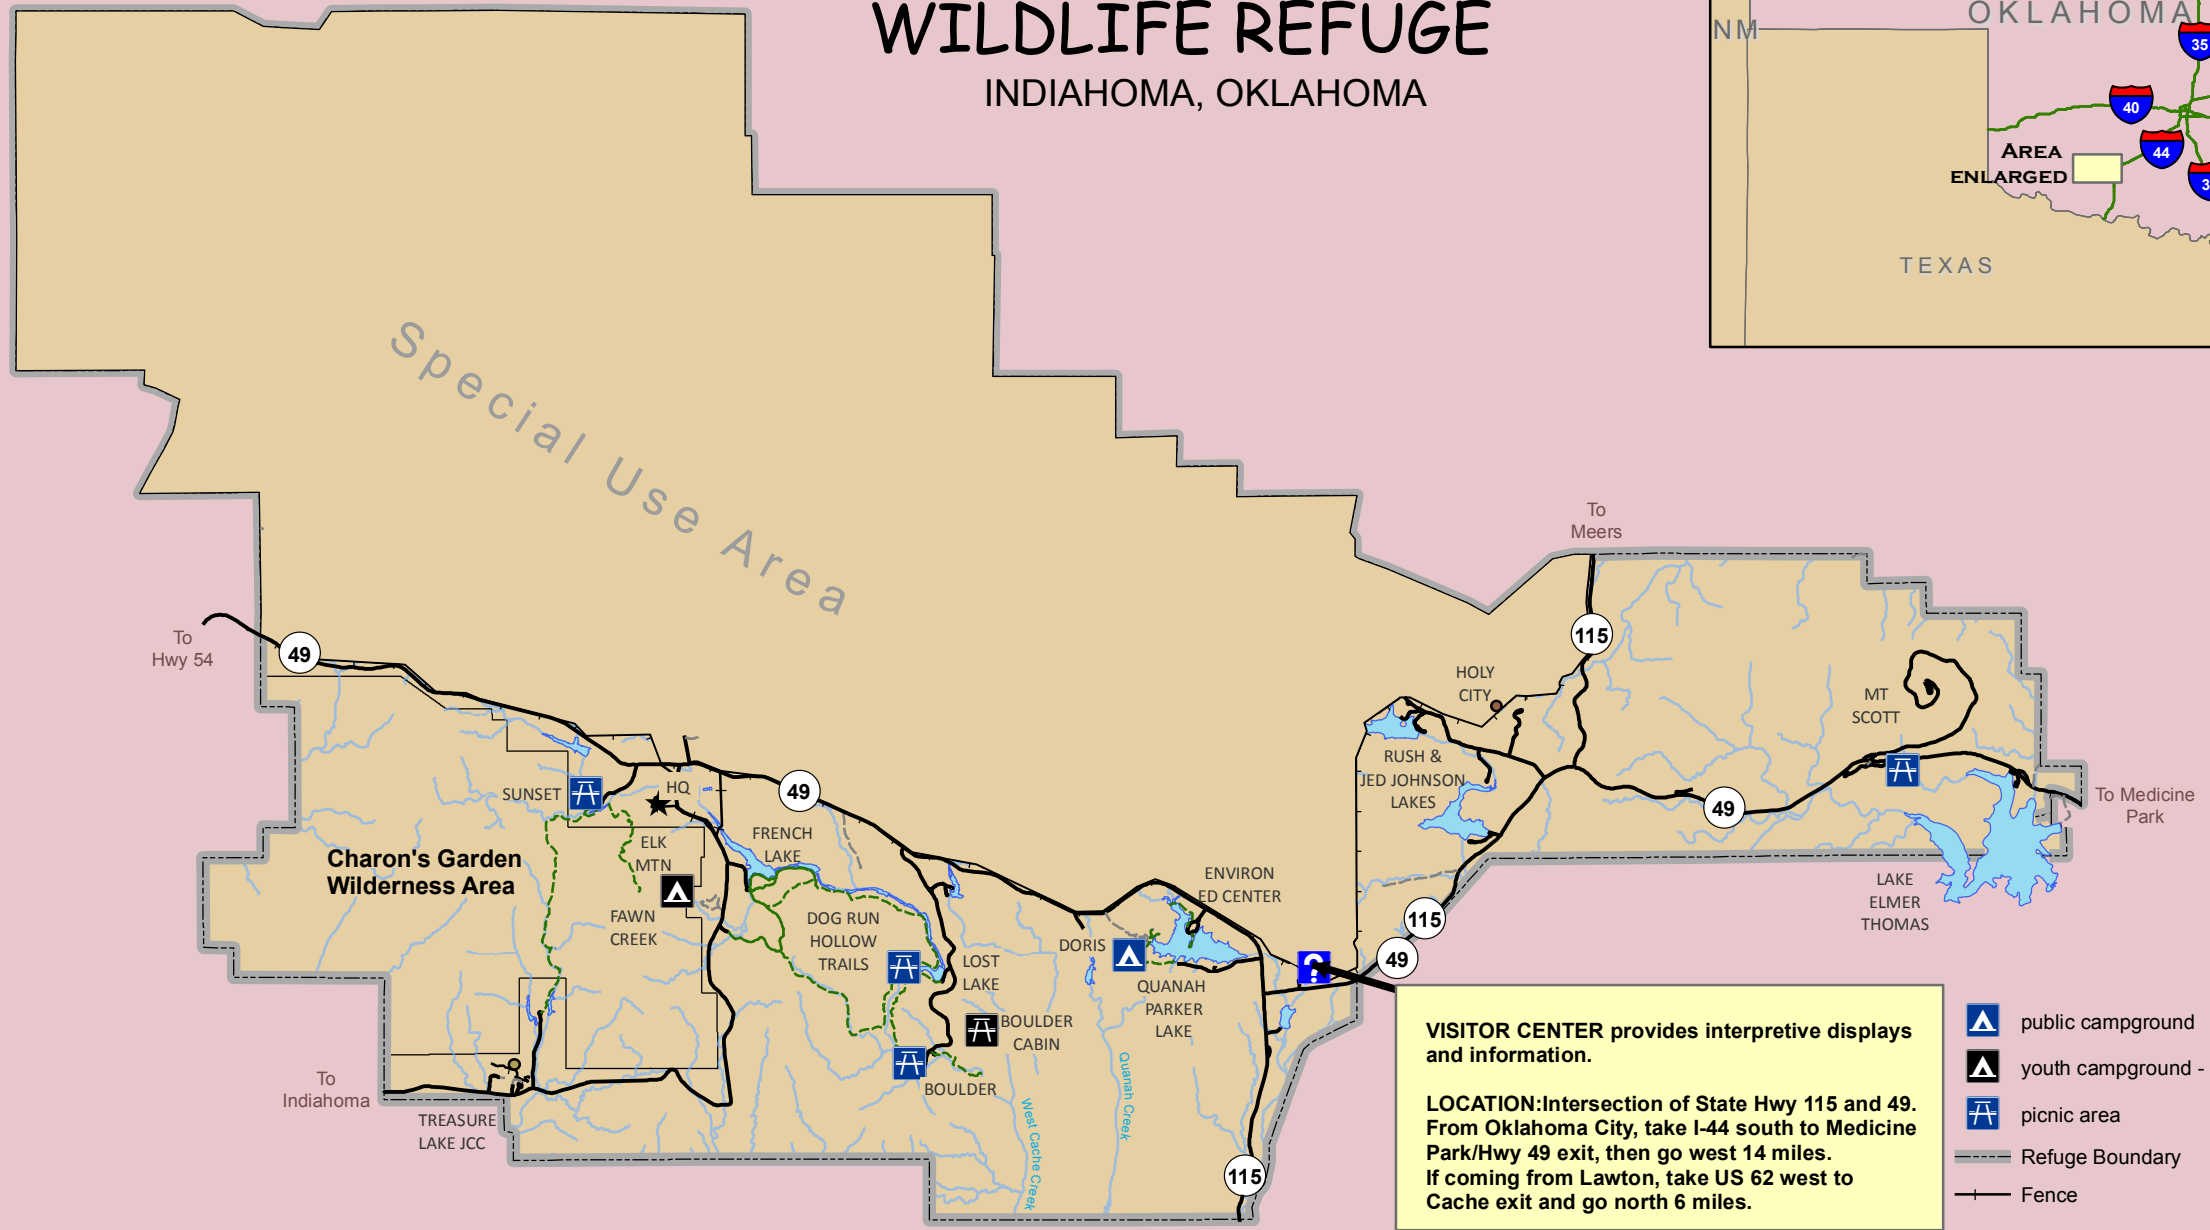 WILDLIFE REFUGE
INDIAHOMA, OKLAHOMA
OKLAHOMA
NM
35
40
44
3
AREA
ENLARGED
TEXAS
Special Use Area
To
Meers
To
Hwy 54
49
115
HOLY
CITY
MT
SCOTT
RUSH &
JED JOHNSON
LAKES
49
To Medicine
Park
SUNSET
HQ
49
ELK
MTN
FRENCH
LAKE
Charon's Garden
Wilderness Area
ENVIRON
ED CENTER
LAKE
ELMER
THOMAS
FAWN
CREEK
DOG RUN
HOLLOW
TRAILS
115
49
DORIS
LOST
LAKE
QUANAH
PARKER
LAKE
?
BOULDER
CABIN
BOULDER
To
Indiahoma
TREASURE
LAKE JCC
West Cache Creek
Quanah Creek
115
VISITOR CENTER provides interpretive displays
and information.
LOCATION:Intersection of State Hwy 115 and 49.
From Oklahoma City, take I-44 south to Medicine
Park/Hwy 49 exit, then go west 14 miles.
If coming from Lawton, take US 62 west to
Cache exit and go north 6 miles.
public campground
youth campground -
picnic area
Refuge Boundary
Fence